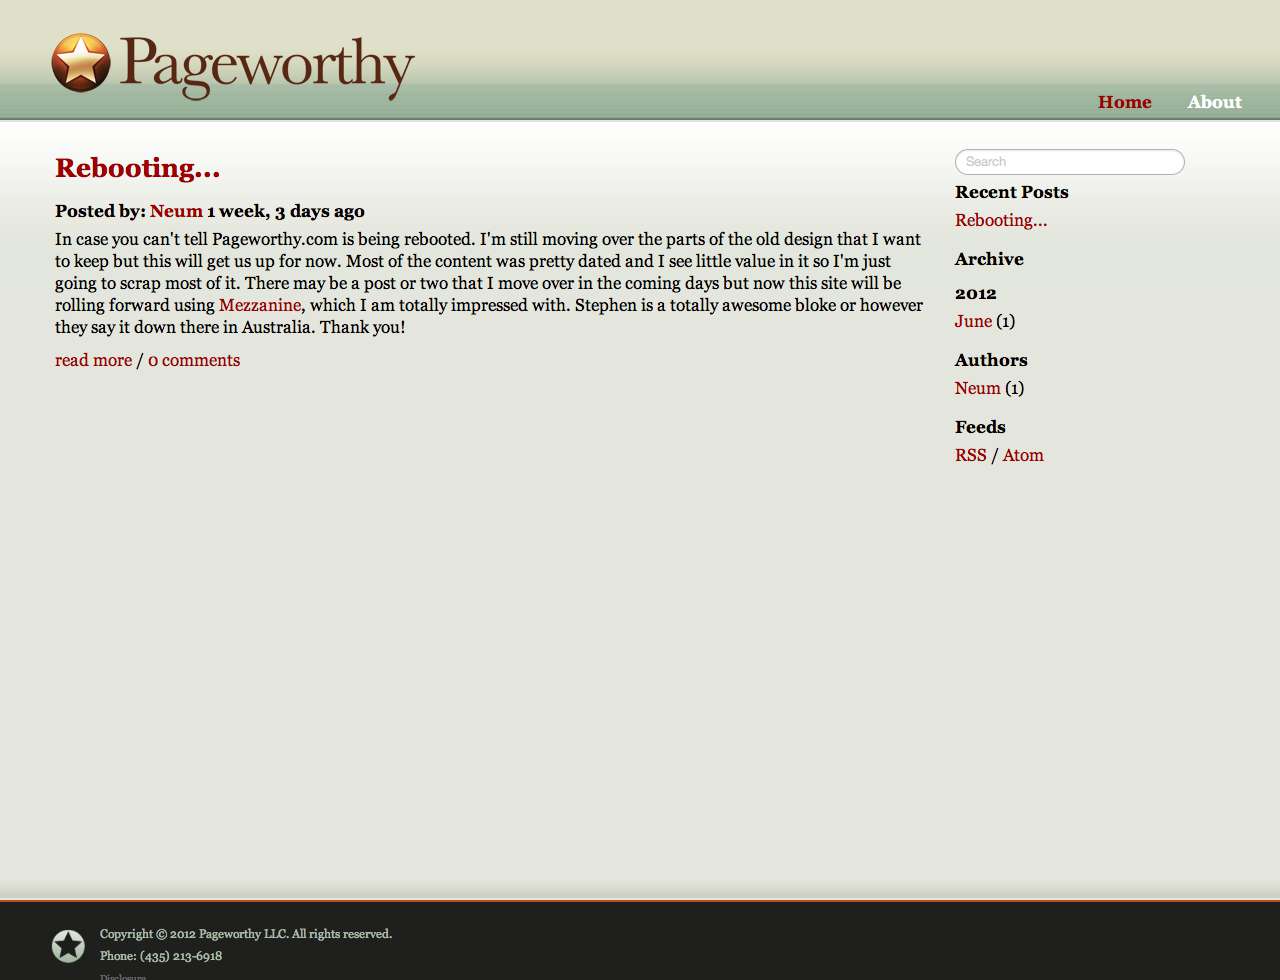 Pageworthy
Home About
Rebooting...
Posted by: Neum 1 week, 3 days ago
In case you can't tell Pageworthy.com is being rebooted. I'm still moving over the parts of the old design that I want
to keep but this will get us up for now. Most of the content was pretty dated and I see little value in it so I'm just
going to scrap most of it. There may be a post or two that I move over in the coming days but now this site will be
rolling forward using Mezzanine, which I am totally impressed with. Stephen is a totally awesome bloke or however
they say it down there in Australia. Thank you!
read more / 0 comments
Search
Recent Posts
Rebooting...
Archive
2012
June (1)
Authors
Neum (1)
Feeds
RSS / Atom
Copyright © 2012 Pageworthy LLC. All rights reserved.
Phone: (435) 213-6918
Disclosure